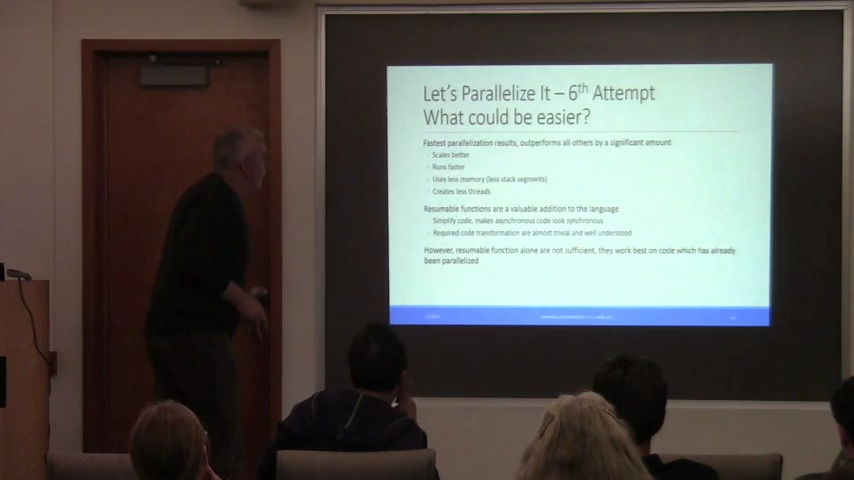 Let's Parallelize It – 6th Attempt
What could be easier?
Fastest parallelization results, outperforms all others by a significant amount
Scales better
Runs faster
Uses less memory (less stack segments)
Creates less threads
Resumable functions are a valuable addition to the language
Simplify code, makes asynchronous code look synchronous
Required code transformation are almost trivial and well understood
However, resumable function alone are not sufficient, they work best on code which has already
been parallelized